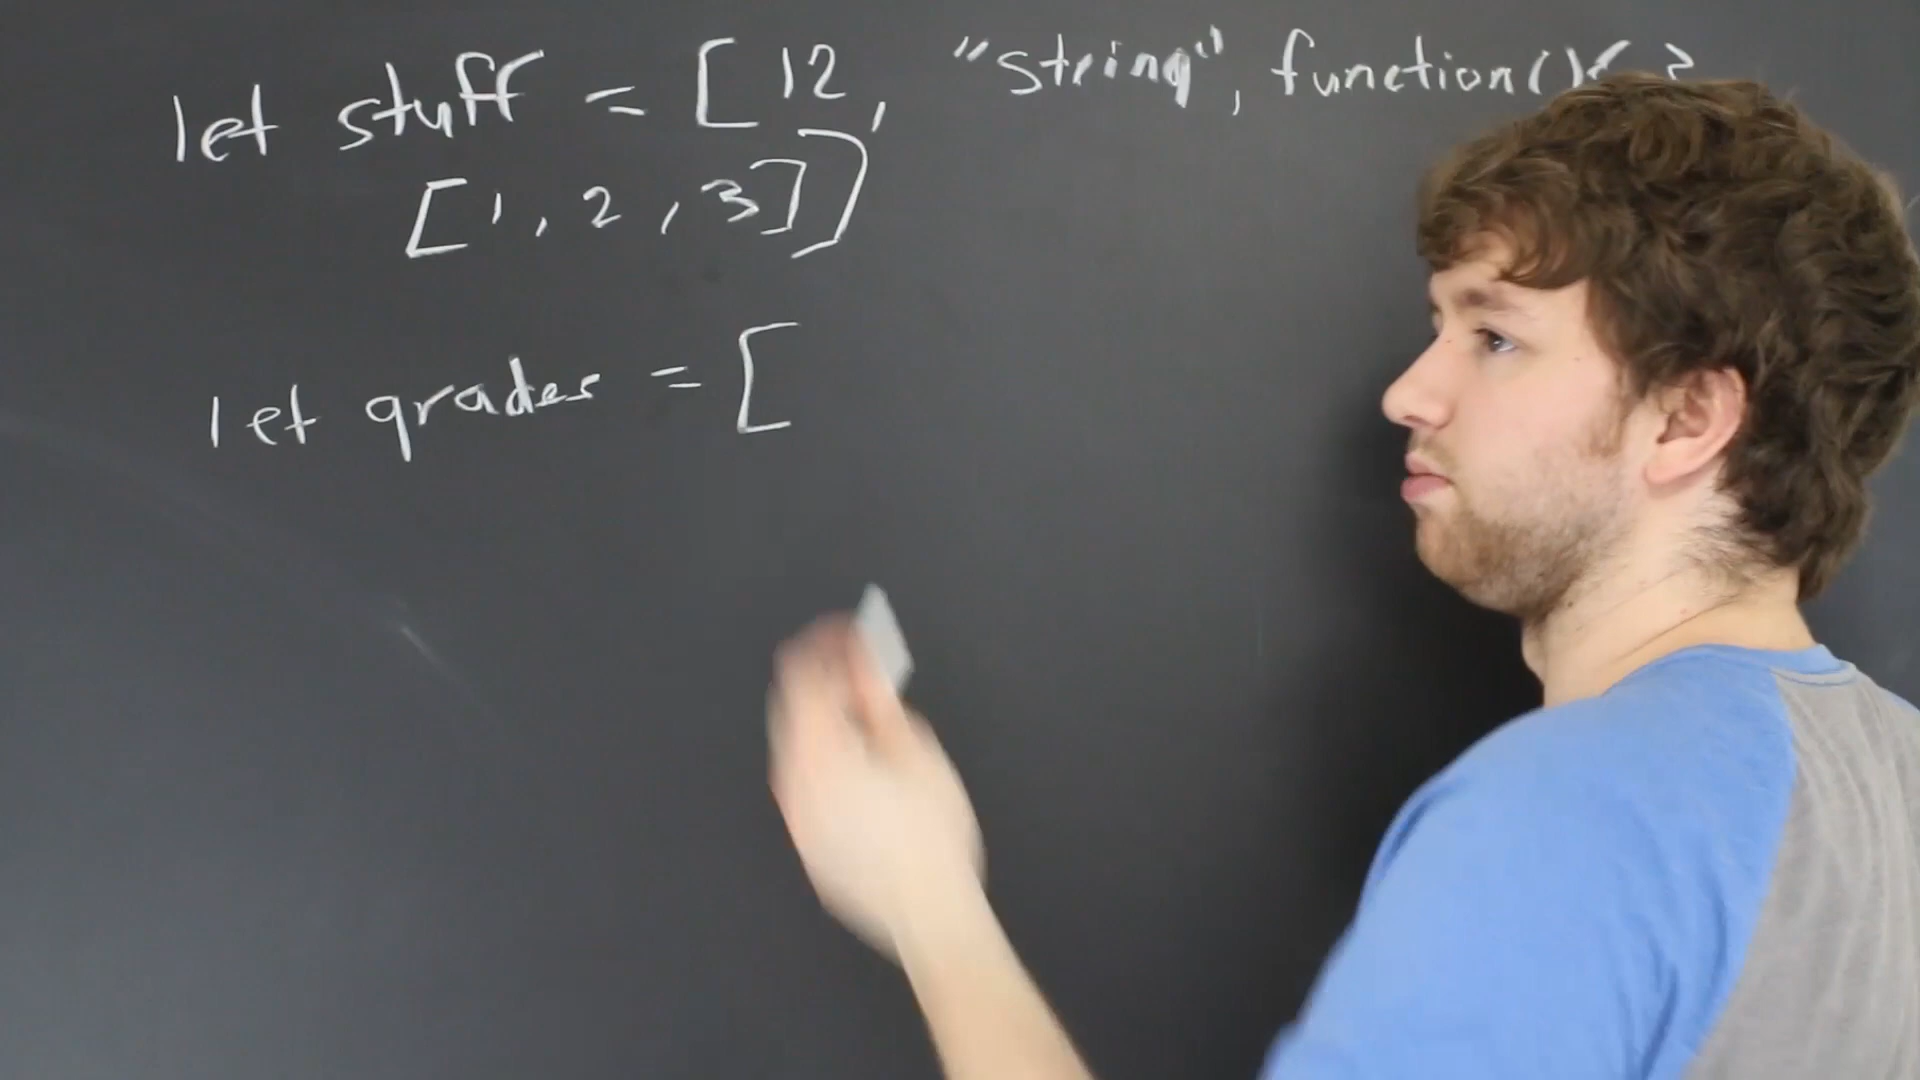 let stuff = [ 12, "string", function(){ }
[1, 2, 3]]
let grades = [